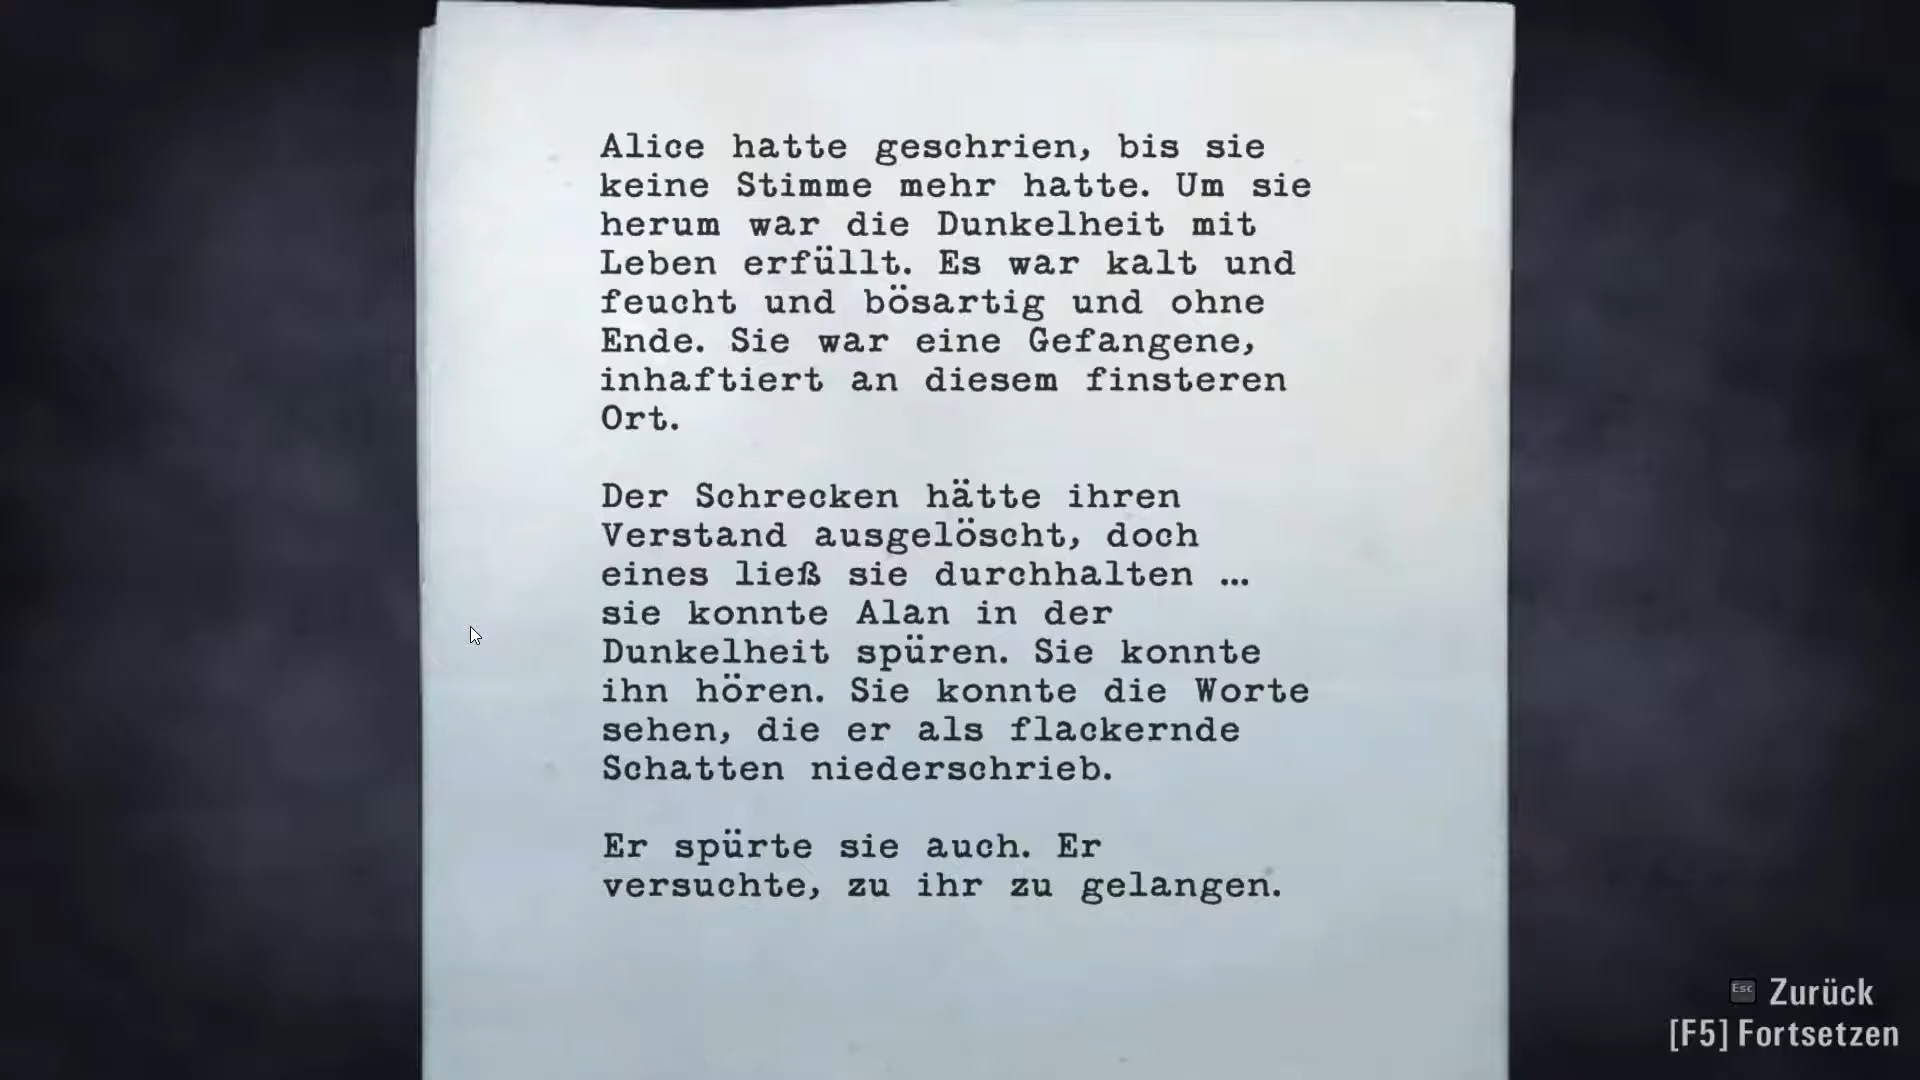 Alice hatte geschrien, bis sie
keine Stimme mehr hatte. Um sie
herum war die Dunkelheit mit
Leben erfüllt. Es war kalt und
feucht und bösartig und ohne
Ende. Sie war eine Gefangene,
inhaftiert an diesem finsteren
Ort.
Der Schrecken hätte ihren
Verstand ausgelöscht, doch
eines ließ sie durchhalten ...
sie konnte Alan in der
Dunkelheit spüren. Sie konnte
ihn hören. Sie konnte die Worte
sehen, die er als flackernde
Schatten niederschrieb.
Er spürte sie auch. Er
versuchte, zu ihr zu gelangen.
Esc Zurück
[F5] Fortsetzen